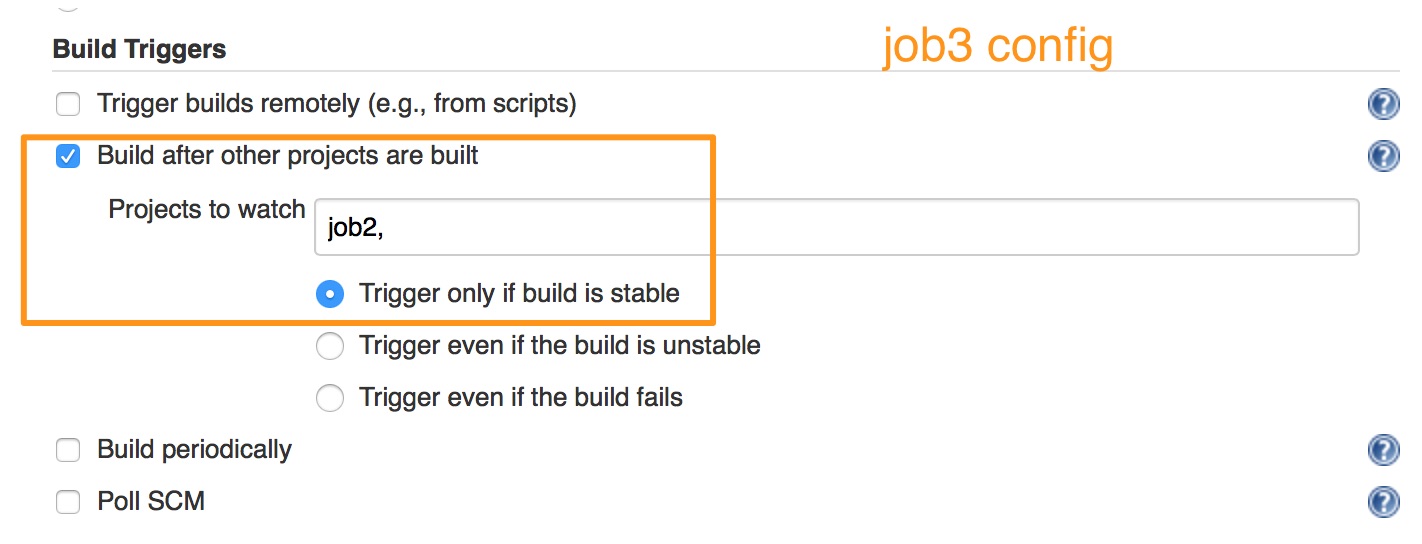 job3 config
Build Triggers
Trigger builds remotely (e.g., from scripts)
?
Build after other projects are built
?
Projects to watch
job2,
Trigger only if build is stable
Trigger even if the build is unstable
Trigger even if the build fails
Build periodically
?
Poll SCM
?